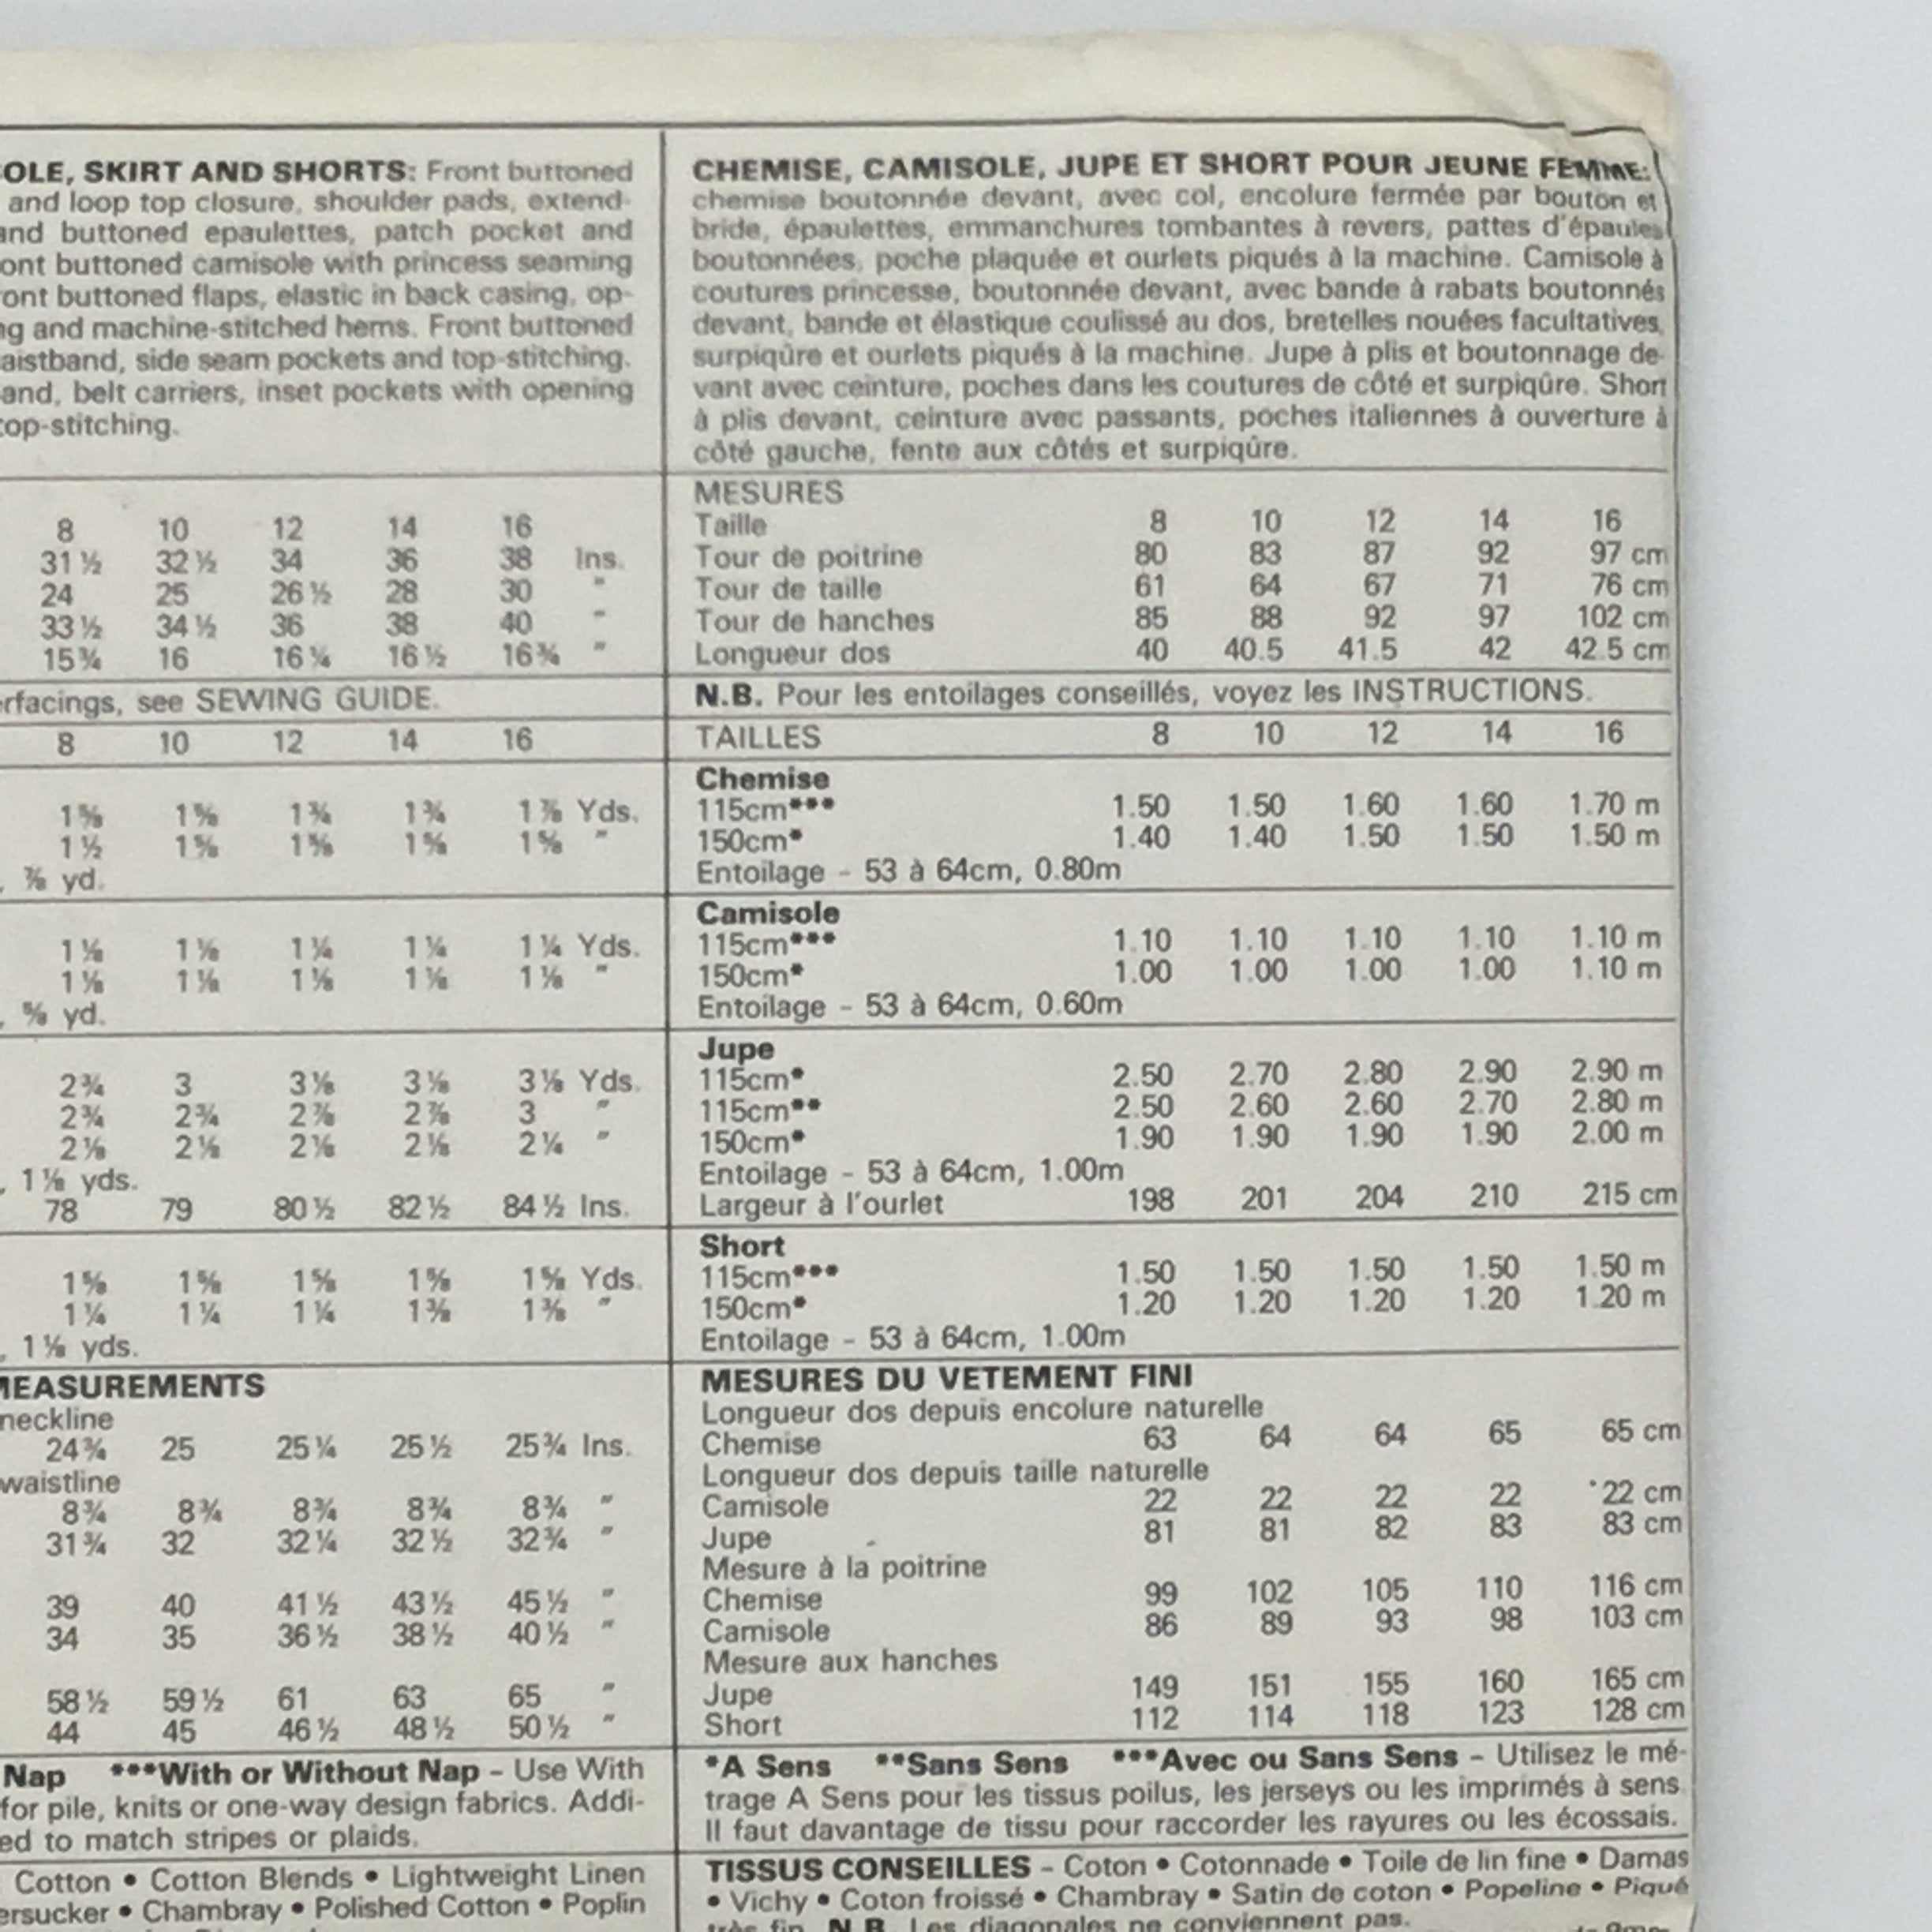 OLE, SKIRT AND SHORTS: Front buttoned
and loop top closure, shoulder pads, extend-
and buttoned epaulettes, patch pocket and
ont buttoned camisole with princess seaming
ont buttoned flaps, elastic in back casing, op-
ng and machine-stitched hems. Front buttoned
aistband, side seam pockets and top-stitching.
and, belt carriers, inset pockets with opening
top-stitching.
8 10 12 14 16
31½ 32½ 34 36 38 Ins.
24 25 26½ 28 30 "
33½ 34½ 36 38 40 "
15¾ 16 16¼ 16½ 16¾ "
erfacings, see SEWING GUIDE.
8 10 12 14 16
1⅝ 1⅝ 1¾ 1¾ 1⅞ Yds.
1½ 1⅝ 1⅝ 1⅝ 1⅝ "
, ⅞ yd.
1⅛ 1⅛ 1¼ 1¼ 1¼ Yds.
1⅛ 1⅛ 1⅛ 1⅛ 1⅛ "
, ⅝ yd.
2¾ 3 3⅛ 3⅛ 3⅛ Yds.
2¾ 2¾ 2⅞ 2⅞ 3 "
2⅛ 2⅛ 2⅛ 2⅛ 2¼ "
, 1⅛ yds.
78 79 80½ 82½ 84½ Ins.
1⅝ 1⅝ 1⅝ 1⅝ 1⅝ Yds.
1¼ 1¼ 1¼ 1⅜ 1⅜ "
, 1⅛ yds.
MEASUREMENTS
neckline
24¾ 25 25¼ 25½ 25¾ Ins.
waistline
8¾ 8¾ 8¾ 8¾ 8¾ "
31¾ 32 32¼ 32½ 32¾ "
39 40 41½ 43½ 45½ "
34 35 36½ 38½ 40½ "
58½ 59½ 61 63 65 "
44 45 46½ 48½ 50½ "
Nap ***With or Without Nap – Use With
for pile, knits or one-way design fabrics. Addi-
ed to match stripes or plaids.
Cotton • Cotton Blends • Lightweight Linen
ersucker • Chambray • Polished Cotton • Poplin
CHEMISE, CAMISOLE, JUPE ET SHORT POUR JEUNE FEMME:
chemise boutonnée devant, avec col, encolure fermée par bouton et
bride, épaulettes, emmanchures tombantes à revers, pattes d'épaules
boutonnées, poche plaquée et ourlets piqués à la machine. Camisole à
coutures princesse, boutonnée devant, avec bande à rabats boutonnés
devant, bande et élastique coulissé au dos, bretelles nouées facultatives,
surpiqûre et ourlets piqués à la machine. Jupe à plis et boutonnage de-
vant avec ceinture, poches dans les coutures de côté et surpiqûre. Short
à plis devant, ceinture avec passants, poches italiennes à ouverture à
côté gauche, fente aux côtés et surpiqûre.
MESURES
Taille 8 10 12 14 16
Tour de poitrine 80 83 87 92 97 cm
Tour de taille 61 64 67 71 76 cm
Tour de hanches 85 88 92 97 102 cm
Longueur dos 40 40.5 41.5 42 42.5 cm
N.B. Pour les entoilages conseillés, voyez les INSTRUCTIONS.
TAILLES 8 10 12 14 16
Chemise
115cm*** 1.50 1.50 1.60 1.60 1.70 m
150cm* 1.40 1.40 1.50 1.50 1.50 m
Entoilage – 53 à 64cm, 0.80m
Camisole
115cm*** 1.10 1.10 1.10 1.10 1.10 m
150cm* 1.00 1.00 1.00 1.00 1.10 m
Entoilage – 53 à 64cm, 0.60m
Jupe
115cm* 2.50 2.70 2.80 2.90 2.90 m
115cm** 2.50 2.60 2.60 2.70 2.80 m
150cm* 1.90 1.90 1.90 1.90 2.00 m
Entoilage – 53 à 64cm, 1.00m
Largeur à l'ourlet 198 201 204 210 215 cm
Short
115cm*** 1.50 1.50 1.50 1.50 1.50 m
150cm* 1.20 1.20 1.20 1.20 1.20 m
Entoilage – 53 à 64cm, 1.00m
MESURES DU VETEMENT FINI
Longueur dos depuis encolure naturelle
Chemise 63 64 64 65 65 cm
Longueur dos depuis taille naturelle
Camisole 22 22 22 22 22 cm
Jupe 81 81 82 83 83 cm
Mesure à la poitrine
Chemise 99 102 105 110 116 cm
Camisole 86 89 93 98 103 cm
Mesure aux hanches
Jupe 149 151 155 160 165 cm
Short 112 114 118 123 128 cm
*A Sens **Sans Sens ***Avec ou Sans Sens – Utilisez le mé-
trage A Sens pour les tissus poilus, les jerseys ou les imprimés à sens.
Il faut davantage de tissu pour raccorder les rayures ou les écossais.
TISSUS CONSEILLES – Coton • Cotonnade • Toile de lin fine • Damas
• Vichy • Coton froissé • Chambray • Satin de coton • Popeline • Piqué
très fin. N.B. Les diagonales ne conviennent pas.